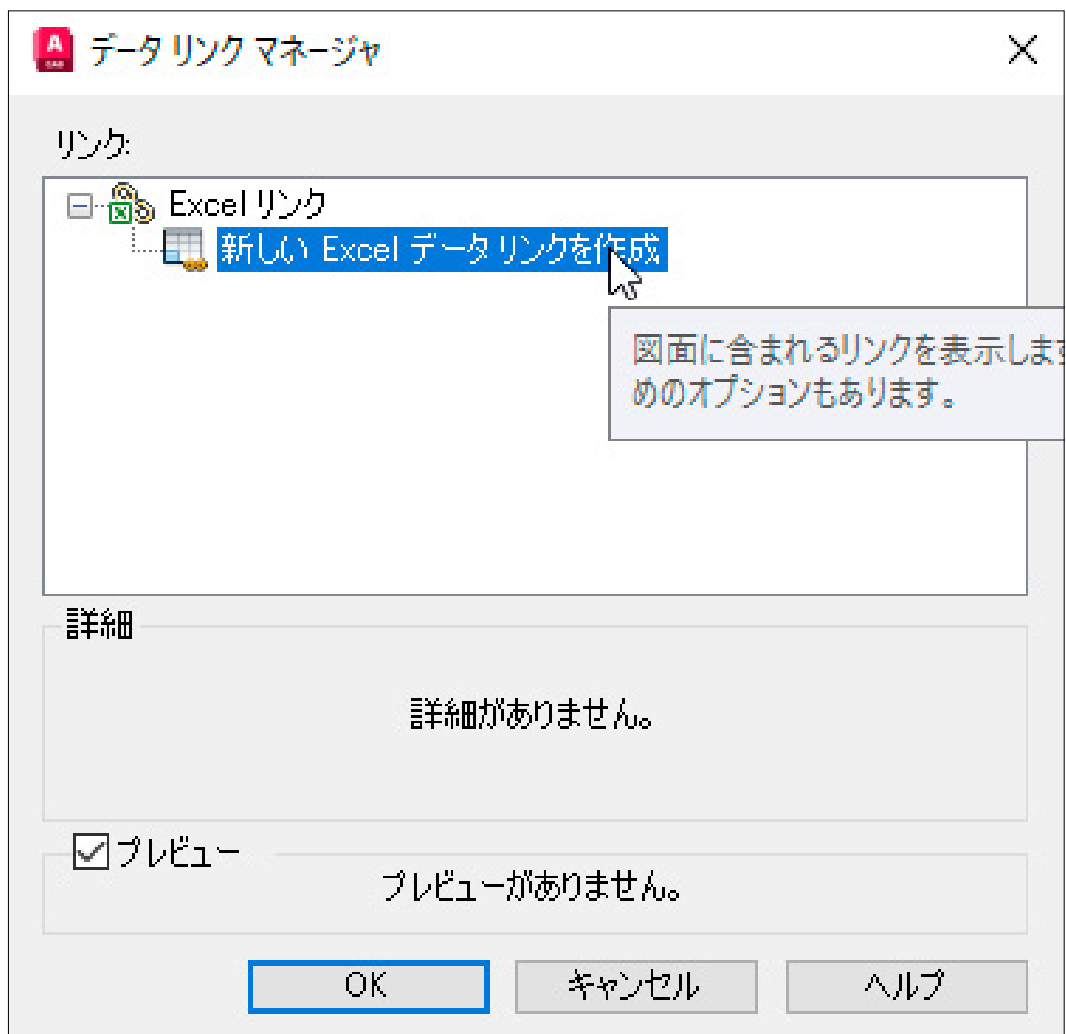 データ リンク マネージャ
リンク:
Excel リンク
新しい Excel データ リンクを作成
図面に含まれるリンクを表示します
めのオプションもあります。
詳細
詳細がありません。
プレビュー
プレビューがありません。
OK
キャンセル
ヘルプ